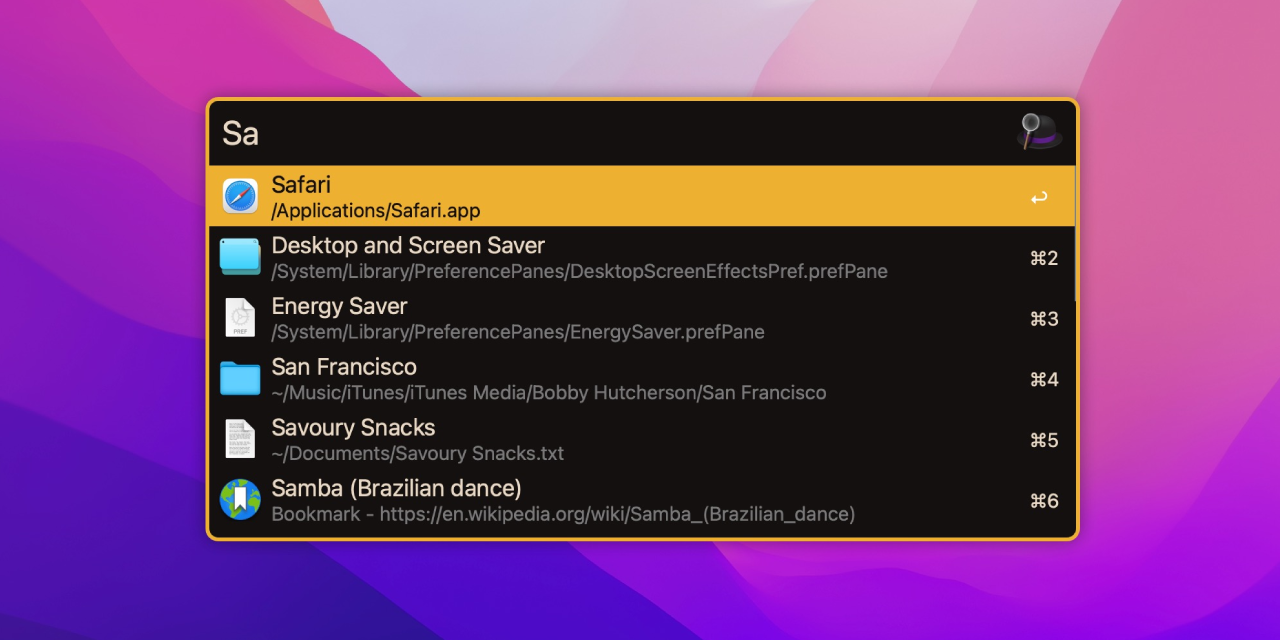 Sa
Safari
/Applications/Safari.app
Desktop and Screen Saver
/System/Library/PreferencePanes/DesktopScreenEffectsPref.prefPane
⌘2
Energy Saver
/System/Library/PreferencePanes/EnergySaver.prefPane
⌘3
PREF
San Francisco
~/Music/iTunes/iTunes Media/Bobby Hutcherson/San Francisco
⌘4
Savoury Snacks
~/Documents/Savoury Snacks.txt
⌘5
Samba (Brazilian dance)
Bookmark - https://en.wikipedia.org/wiki/Samba_(Brazilian_dance)
⌘6